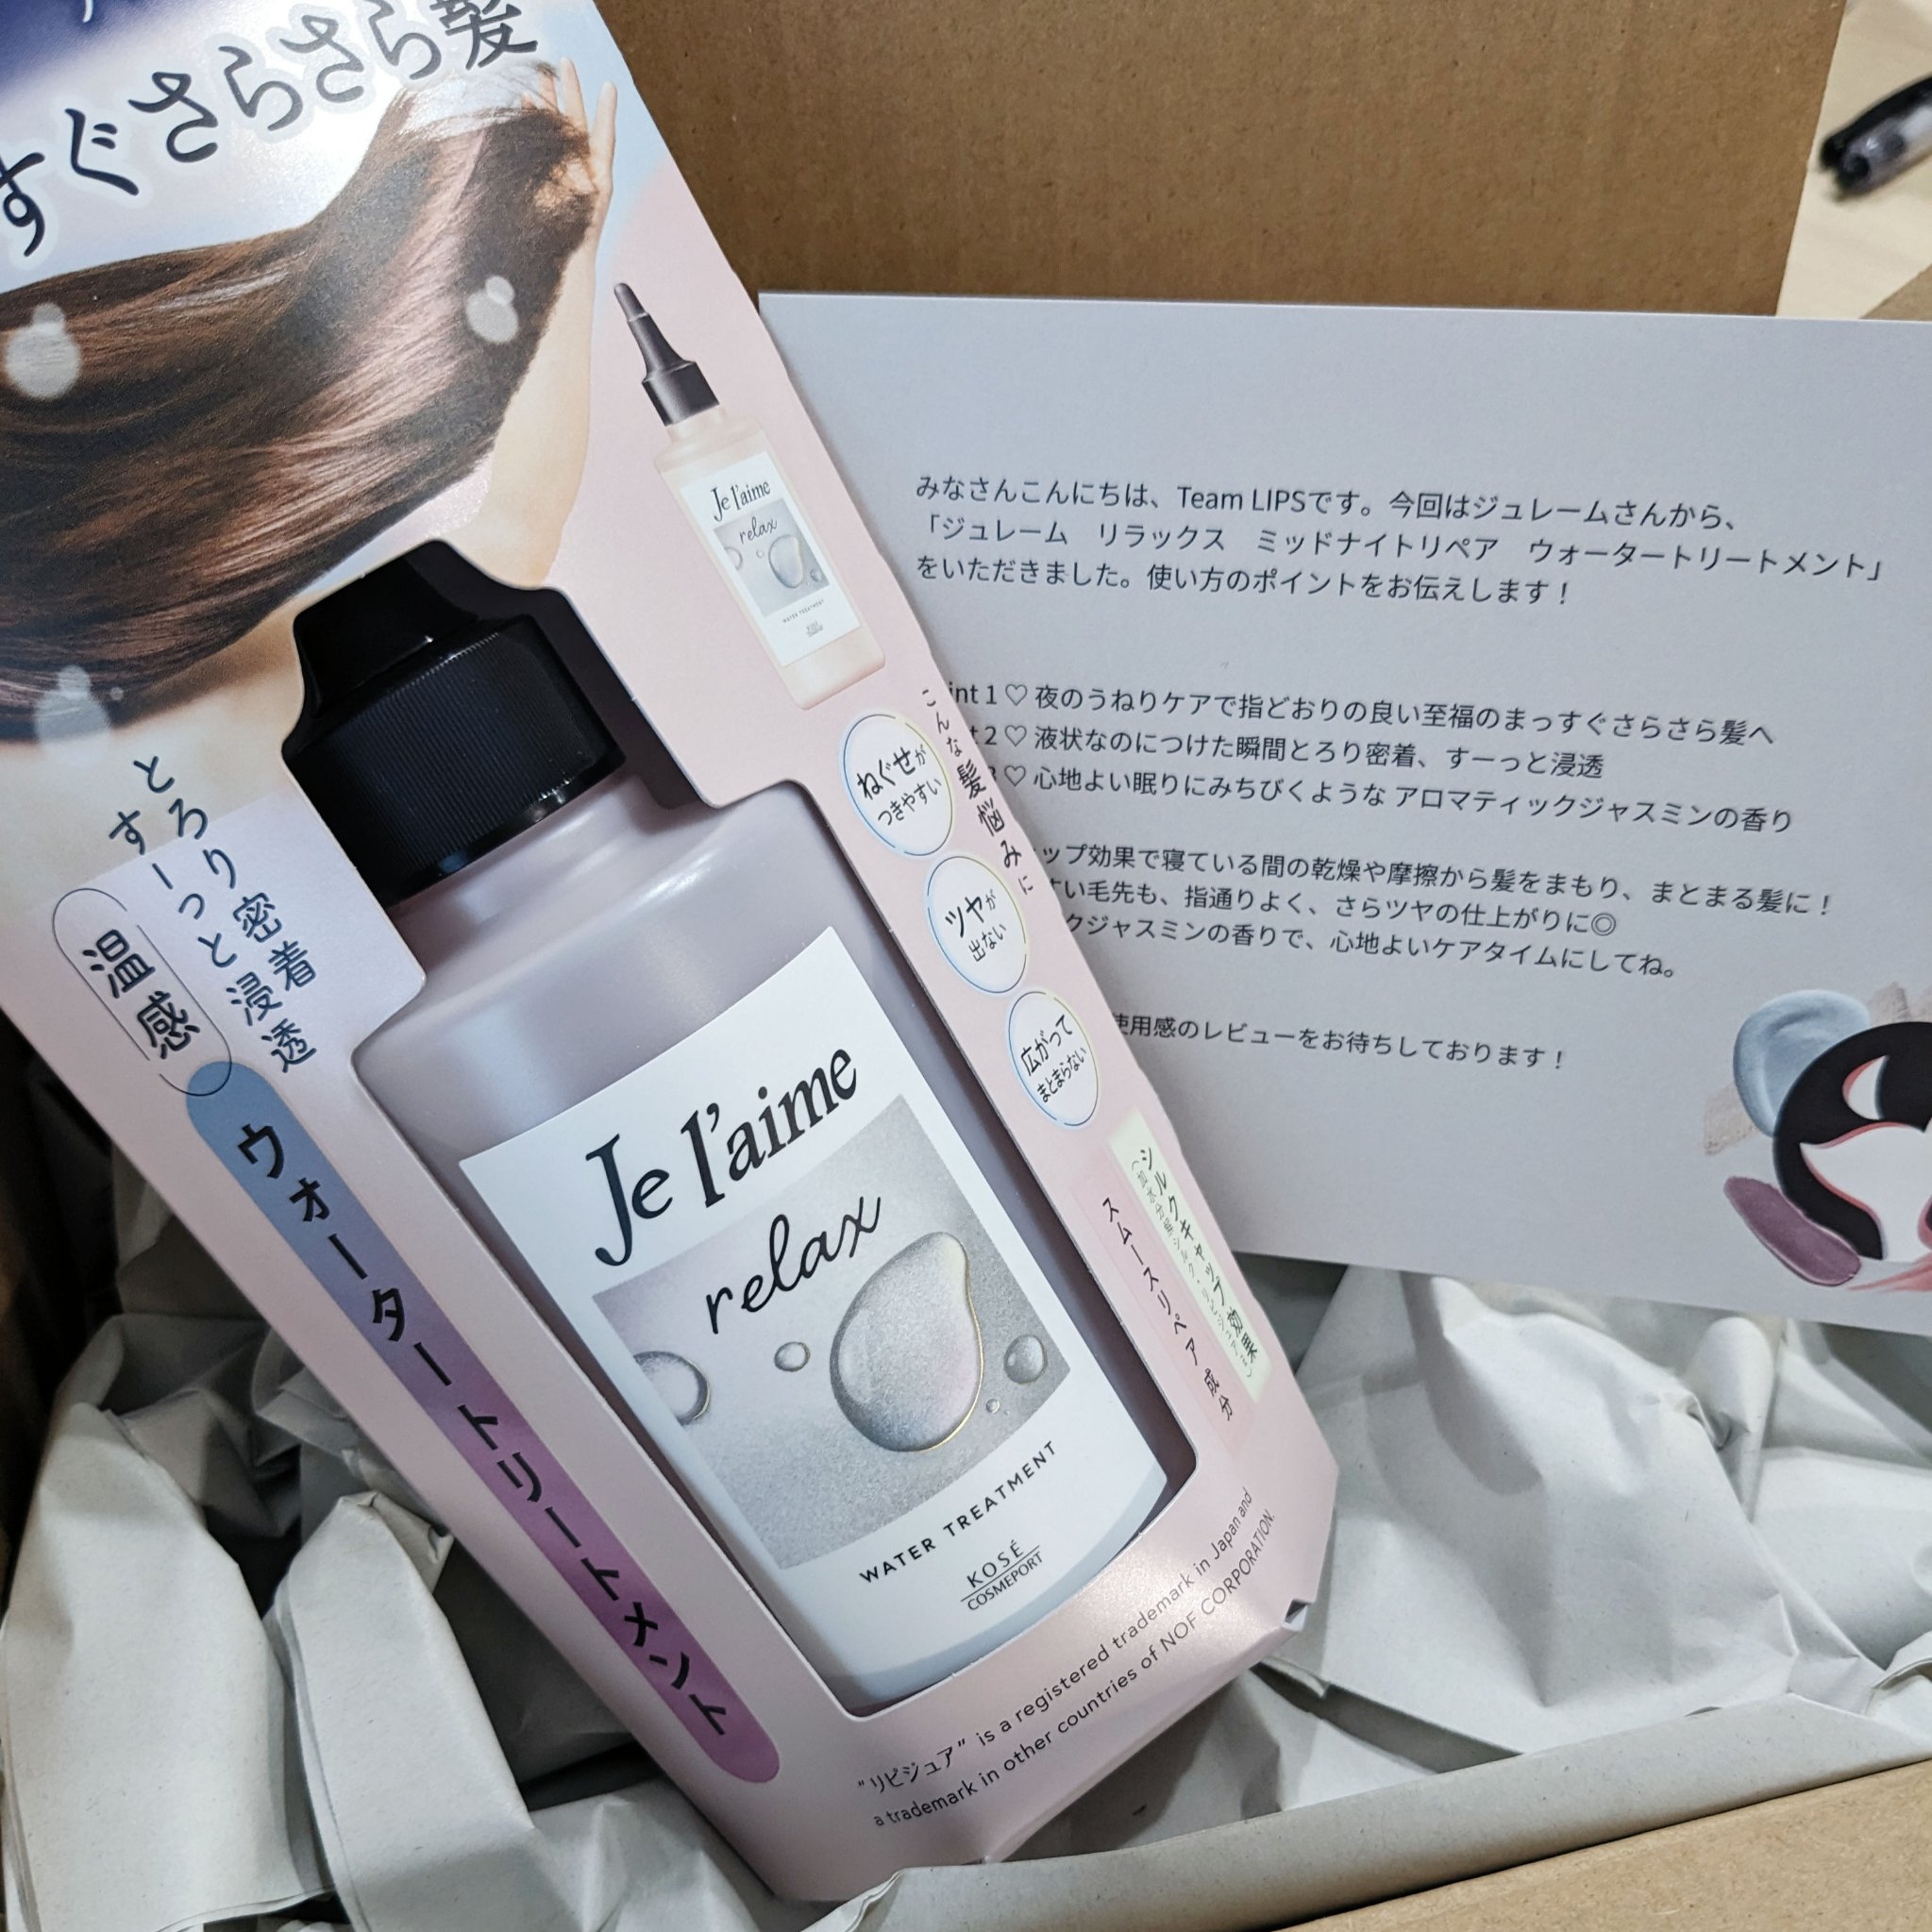 すぐさらさら髪
Je l'aime
relax
WATER TREATMENT
KOSÉ
こんな髪悩みに
ねぐせが
つきやすい
ツヤが
出ない
広がって
まとまらない
とろり密着
すーっと浸透
温感
ウォータートリートメント
Je l'aime
relax
WATER TREATMENT
KOSÉ
COSMEPORT
シルクキャップ効果
スムースリペア成分
"リピジュア" is a registered trademark in Japan and
a trademark in other countries of NOF CORPORATION.
みなさんこんにちは、Team LIPSです。今回はジュレームさんから、
「ジュレーム　リラックス　ミッドナイトリペア　ウォータートリートメント」
をいただきました。使い方のポイントをお伝えします！
int 1 ♡ 夜のうねりケアで指どおりの良い至福のまっすぐさらさら髪へ
2 ♡ 液状なのにつけた瞬間とろり密着、すーっと浸透
♡ 心地よい眠りにみちびくような アロマティックジャスミンの香り
ップ効果で寝ている間の乾燥や摩擦から髪をまもり、まとまる髪に！
すい毛先も、指通りよく、さらツヤの仕上がりに◎
クジャスミンの香りで、心地よいケアタイムにしてね。
使用感のレビューをお待ちしております！